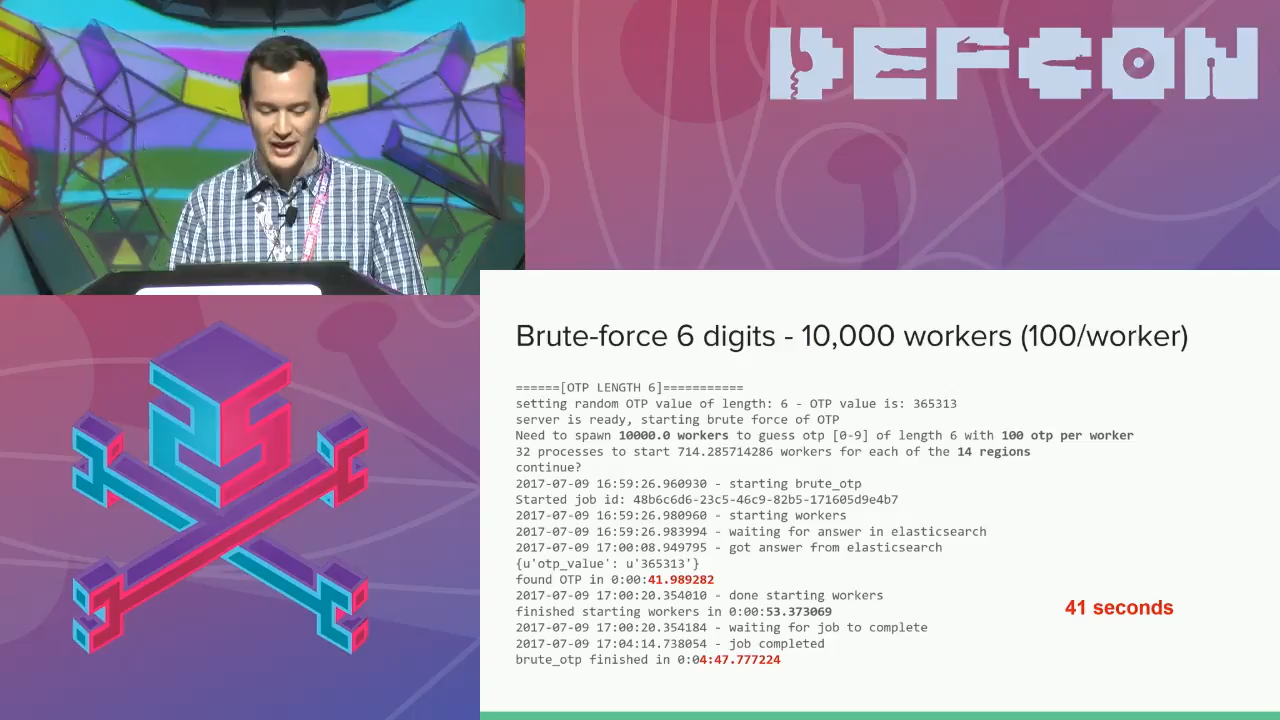 DEFCON
Brute-force 6 digits - 10,000 workers (100/worker)
======[OTP LENGTH 6]===========
setting random OTP value of length: 6 - OTP value is: 365313
server is ready, starting brute force of OTP
Need to spawn 10000.0 workers to guess otp [0-9] of length 6 with 100 otp per worker
32 processes to start 714.285714286 workers for each of the 14 regions
continue?
2017-07-09 16:59:26.960930 - starting brute_otp
Started job id: 48b6c6d6-23c5-46c9-82b5-171605d9e4b7
2017-07-09 16:59:26.980960 - starting workers
2017-07-09 16:59:26.983994 - waiting for answer in elasticsearch
2017-07-09 17:00:08.949795 - got answer from elasticsearch
{u'otp_value': u'365313'}
found OTP in 0:00:41.989282
2017-07-09 17:00:20.354010 - done starting workers
finished starting workers in 0:00:53.373069
41 seconds
2017-07-09 17:00:20.354184 - waiting for job to complete
2017-07-09 17:04:14.738054 - job completed
brute_otp finished in 0:04:47.777224